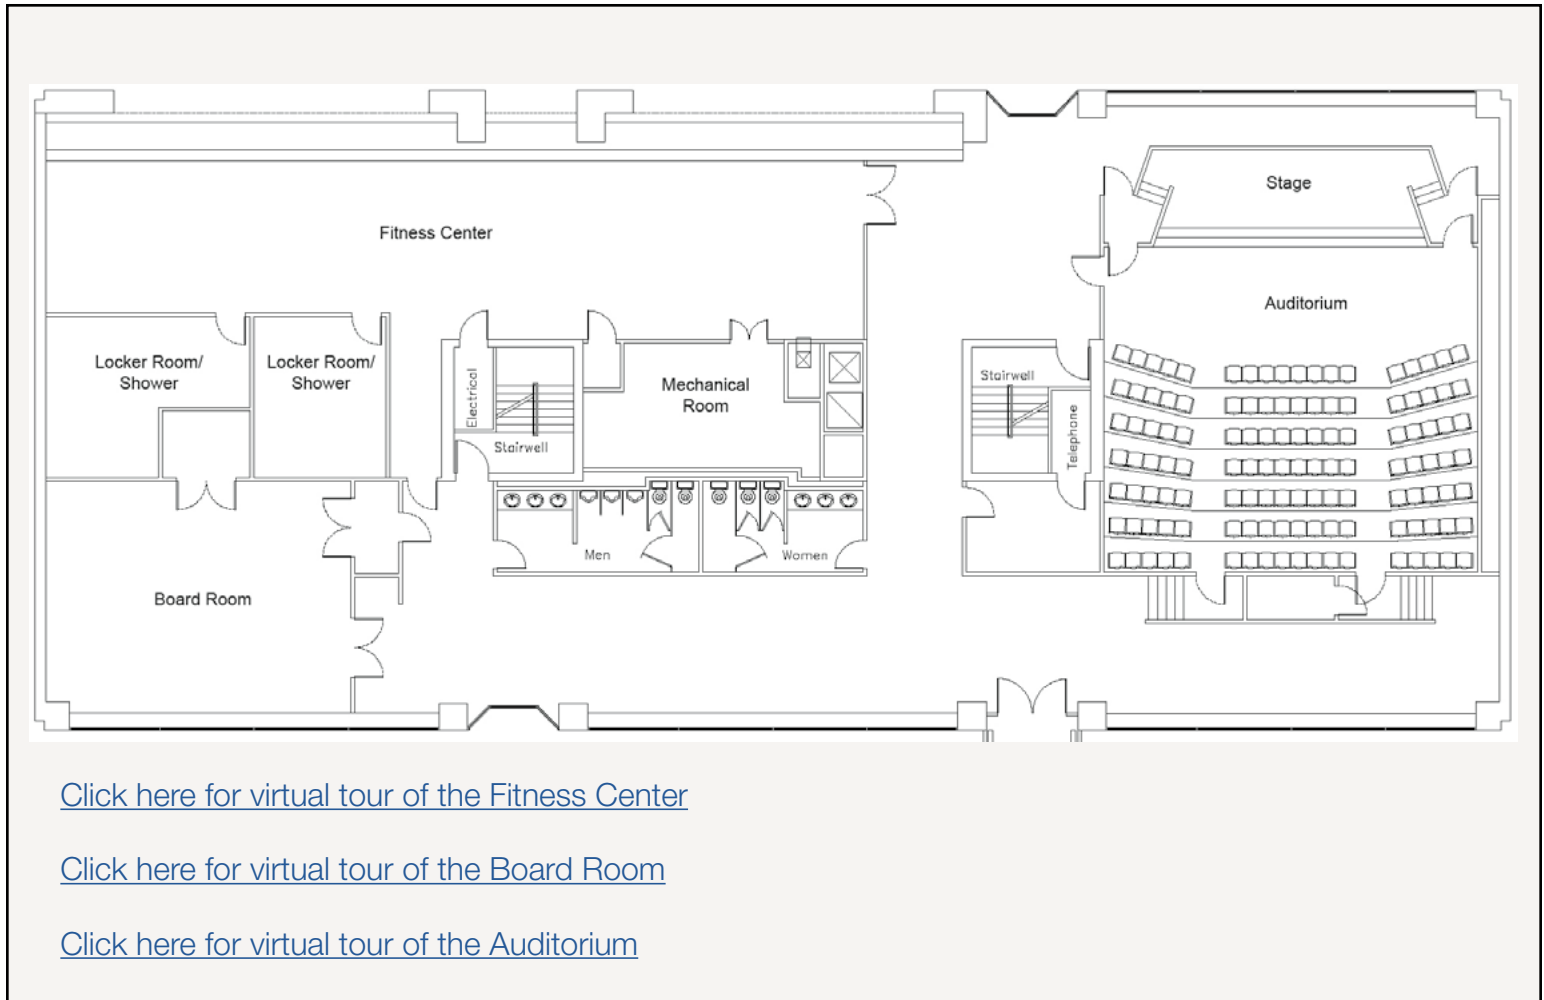 Stage
Fitness Center
Auditorium
Locker Room/
Shower
Locker Room/
Shower
Electrical
Stairwell
Mechanical
Room
Stairwell
Telephone
Men
Women
Board Room
Click here for virtual tour of the Fitness Center
Click here for virtual tour of the Board Room
Click here for virtual tour of the Auditorium